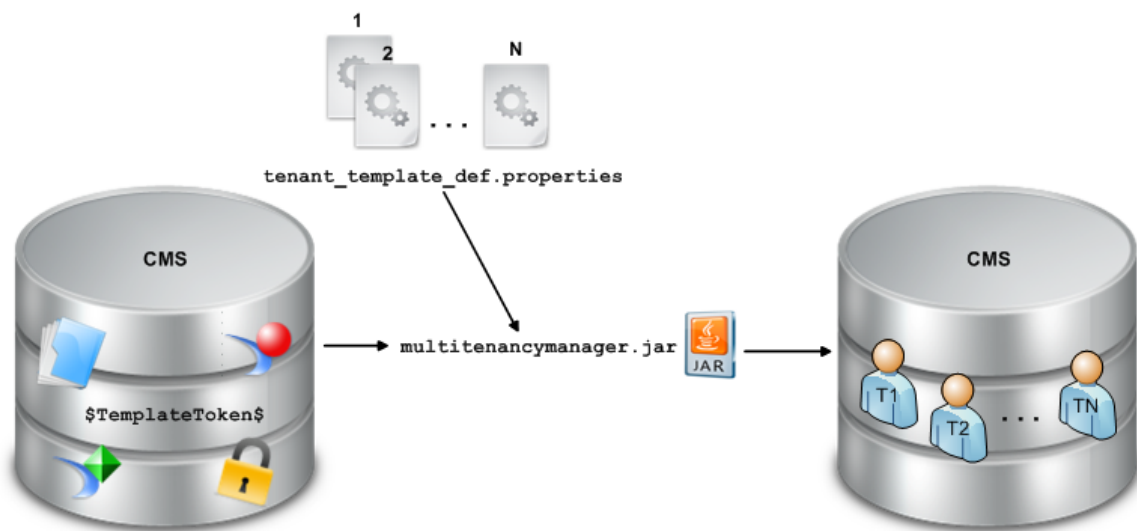 1
2
N
...
tenant_template_def.properties
CMS
CMS
multitenancymanager.jar
JAR
$TemplateToken$
T1
T2
...
TN